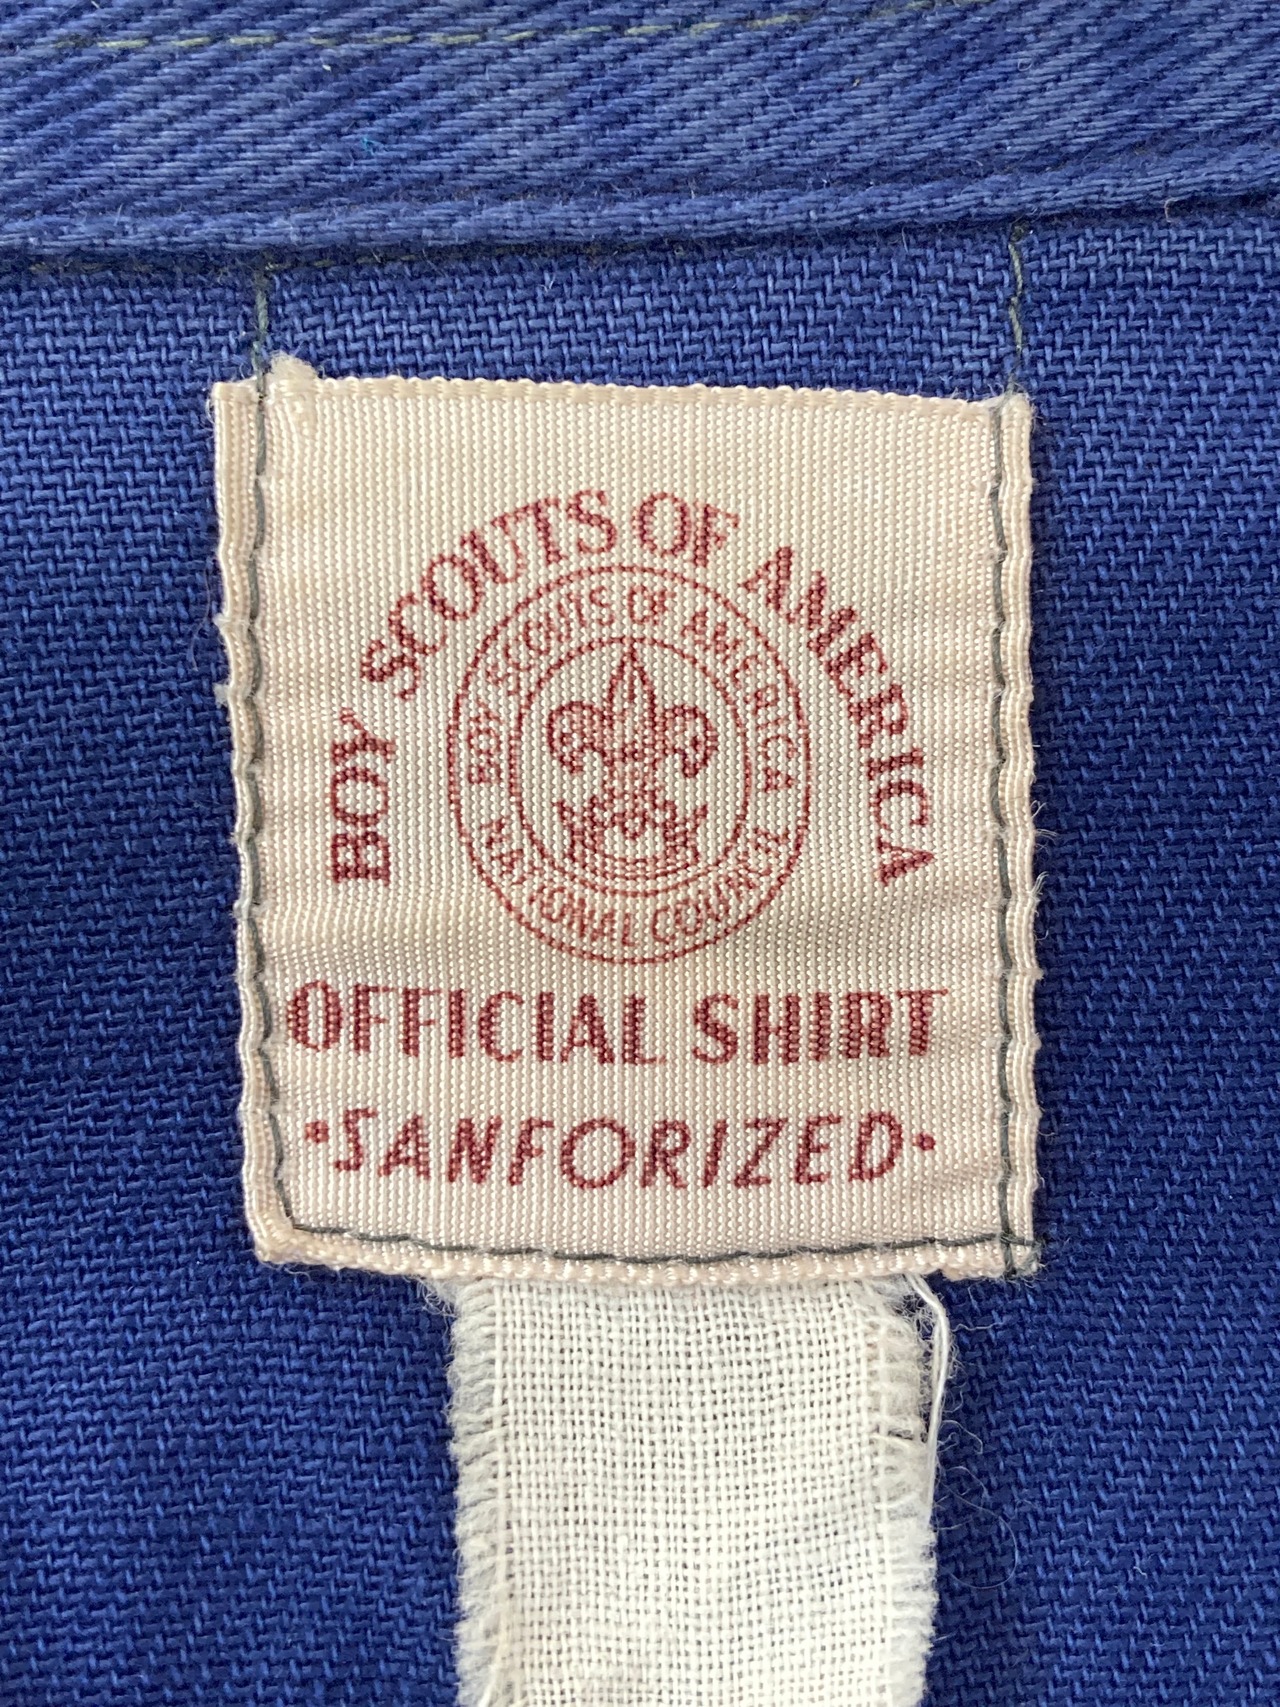 BOY SCOUTS OF AMERICA
BOY SCOUTS OF AMERICA
NATIONAL COUNCIL
OFFICIAL SHIRT
·SANFORIZED·